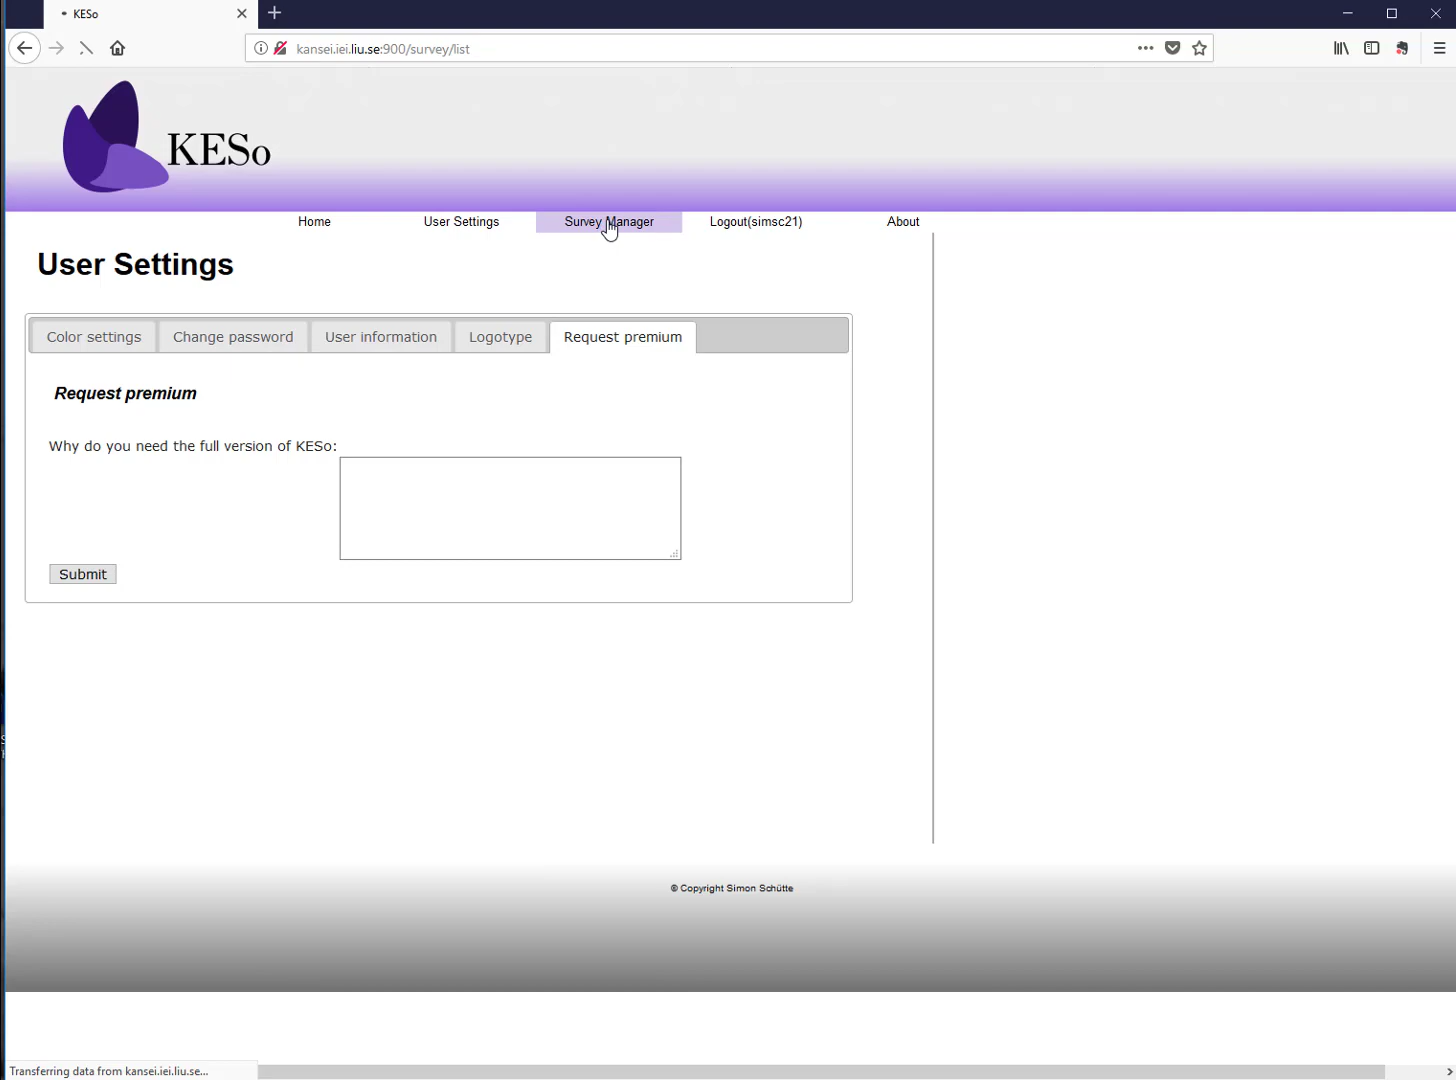 KESo
kansei.iei.liu.se:900/survey/list
KESo
Home User Settings Survey Manager Logout(simsc21) About
User Settings
Color settings Change password User information Logotype Request premium
Request premium
Why do you need the full version of KESo:
Submit
© Copyright Simon Schütte
Transferring data from kansei.iei.liu.se...